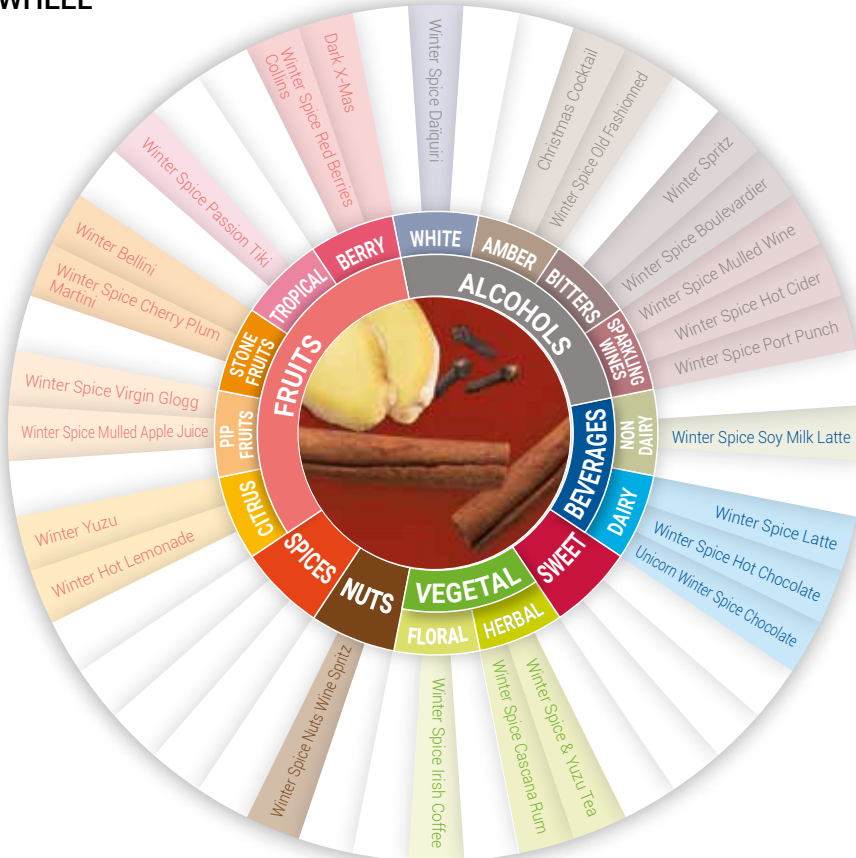 WHEEL
Winter Spice Daïquiri
Christmas Cocktail
Winter Spice Old Fashionned
Winter Spritz
Winter Spice Boulevardier
Winter Spice Mulled Wine
Winter Spice Hot Cider
Winter Spice Port Punch
Winter Spice Soy Milk Latte
Winter Spice Latte
Winter Spice Hot Chocolate
Unicorn Winter Spice Chocolate
Winter Spice & Yuzu Tea
Winter Spice Cascana Rum
Winter Spice Irish Coffee
Winter Spice Nuts Wine Spritz
Winter Hot Lemonade
Winter Yuzu
Winter Spice Mulled Apple Juice
Winter Spice Virgin Glogg
Winter Spice Cherry Plum
Martini
Winter Bellini
Winter Spice Passion Tiki
Winter Spice Red Berries
Collins
Dark X-Mas
WHITE
AMBER
BITTERS
SPARKLING
WINES
NON
DAIRY
DAIRY
SWEET
HERBAL
FLORAL
NUTS
SPICES
CITRUS
PIP
FRUITS
STONE
FRUITS
TROPICAL
BERRY
ALCOHOLS
BEVERAGES
VEGETAL
FRUITS